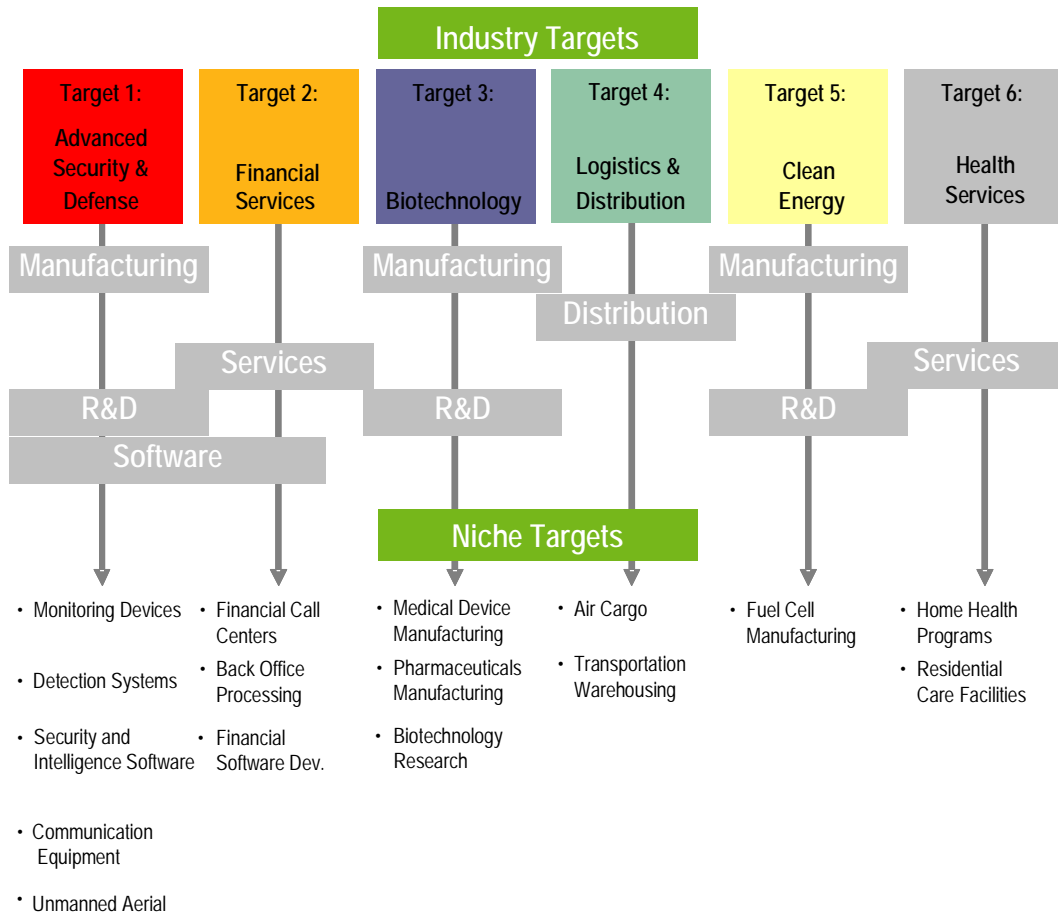 Industry Targets
Target 1:
Advanced
Security &
Defense
Target 2:
Financial
Services
Target 3:
Biotechnology
Target 4:
Logistics &
Distribution
Target 5:
Clean
Energy
Target 6:
Health
Services
Manufacturing
Manufacturing
Manufacturing
Distribution
Services
Services
R&D
R&D
R&D
Software
Niche Targets
• Monitoring Devices
• Detection Systems
• Security and
Intelligence Software
• Communication
Equipment
• Unmanned Aerial
• Financial Call
Centers
• Back Office
Processing
• Financial
Software Dev.
• Medical Device
Manufacturing
• Pharmaceuticals
Manufacturing
• Biotechnology
Research
• Air Cargo
• Transportation
Warehousing
• Fuel Cell
Manufacturing
• Home Health
Programs
• Residential
Care Facilities